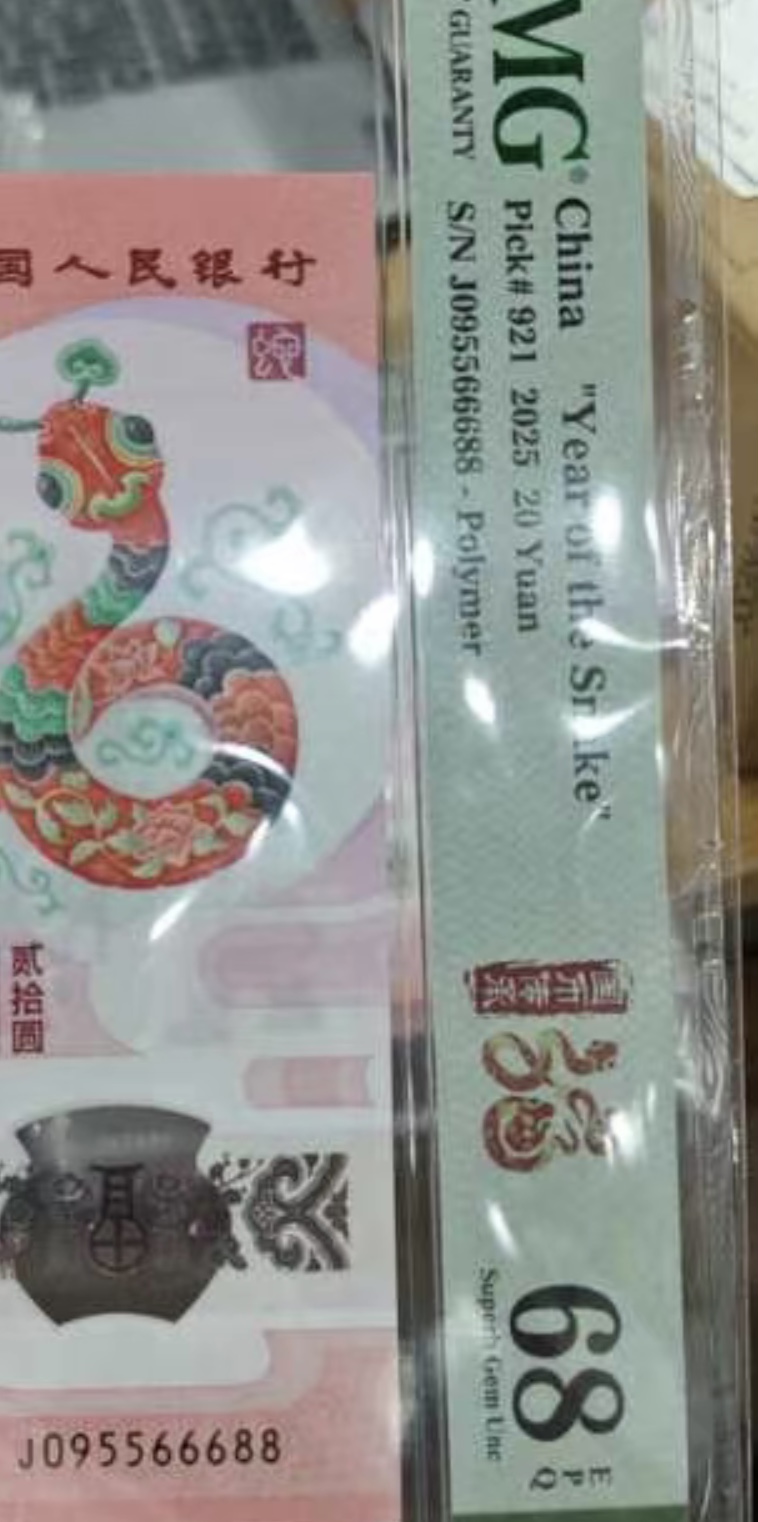 国人民银行
贰拾圆
J095566688
MG®
GUARANTY
China "Year of the Snake"
Pick# 921 2025 20 Yuan
S/N J095566688 - Polymer
68 EPQ
Superb Gem Unc